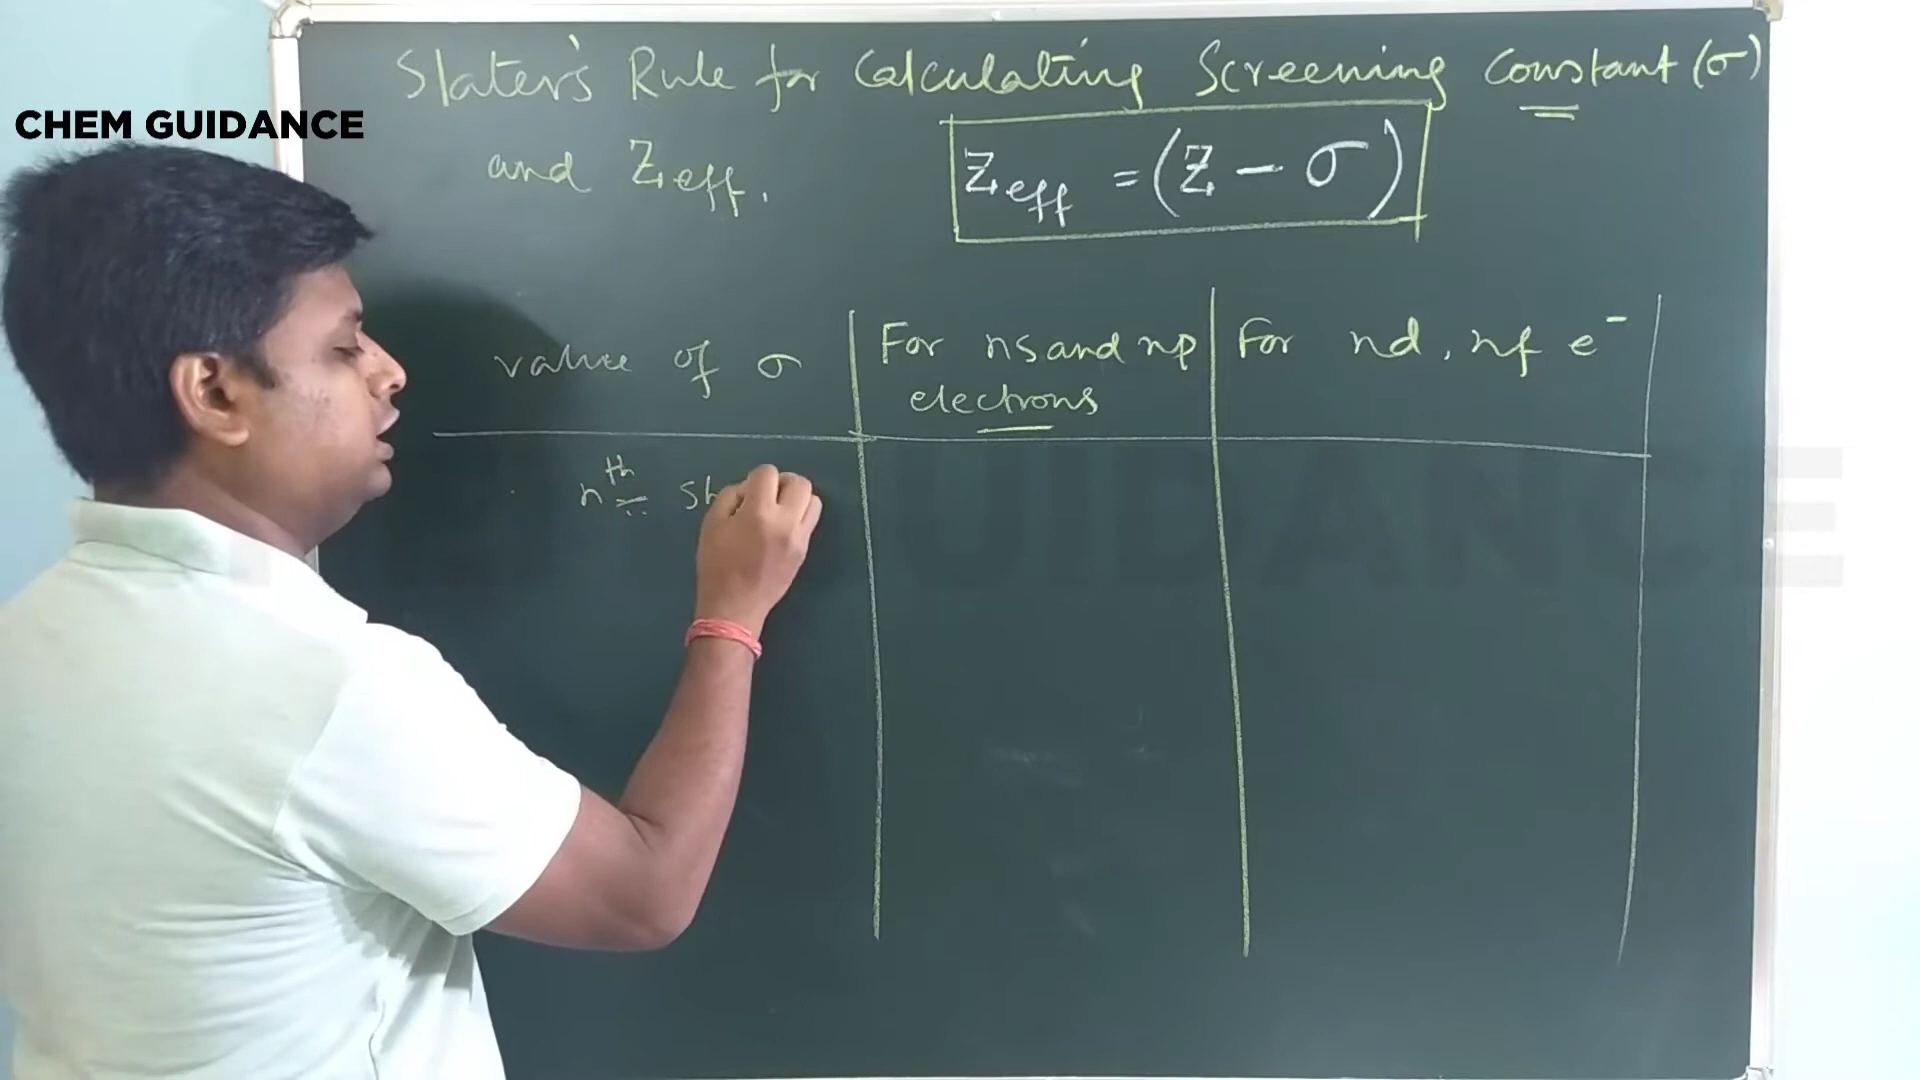 Slater's Rule for Calculating Screening Constant (σ)
CHEM GUIDANCE
and Zeff.
Zeff = (Z - σ)
value of σ
For ns and np
electrons
For nd, nf e⁻
nth
GUIDANCE